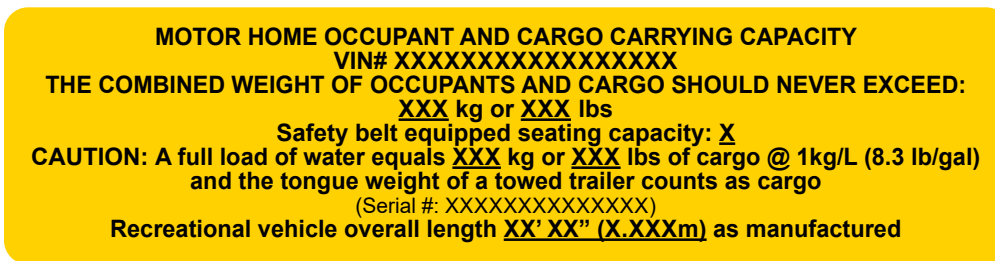 MOTOR HOME OCCUPANT AND CARGO CARRYING CAPACITY
VIN# XXXXXXXXXXXXXXXXX
THE COMBINED WEIGHT OF OCCUPANTS AND CARGO SHOULD NEVER EXCEED:
XXX kg or XXX lbs
Safety belt equipped seating capacity: X
CAUTION: A full load of water equals XXX kg or XXX lbs of cargo @ 1kg/L (8.3 lb/gal)
and the tongue weight of a towed trailer counts as cargo
(Serial #: XXXXXXXXXXXXXX)
Recreational vehicle overall length XX’ XX” (X.XXXm) as manufactured